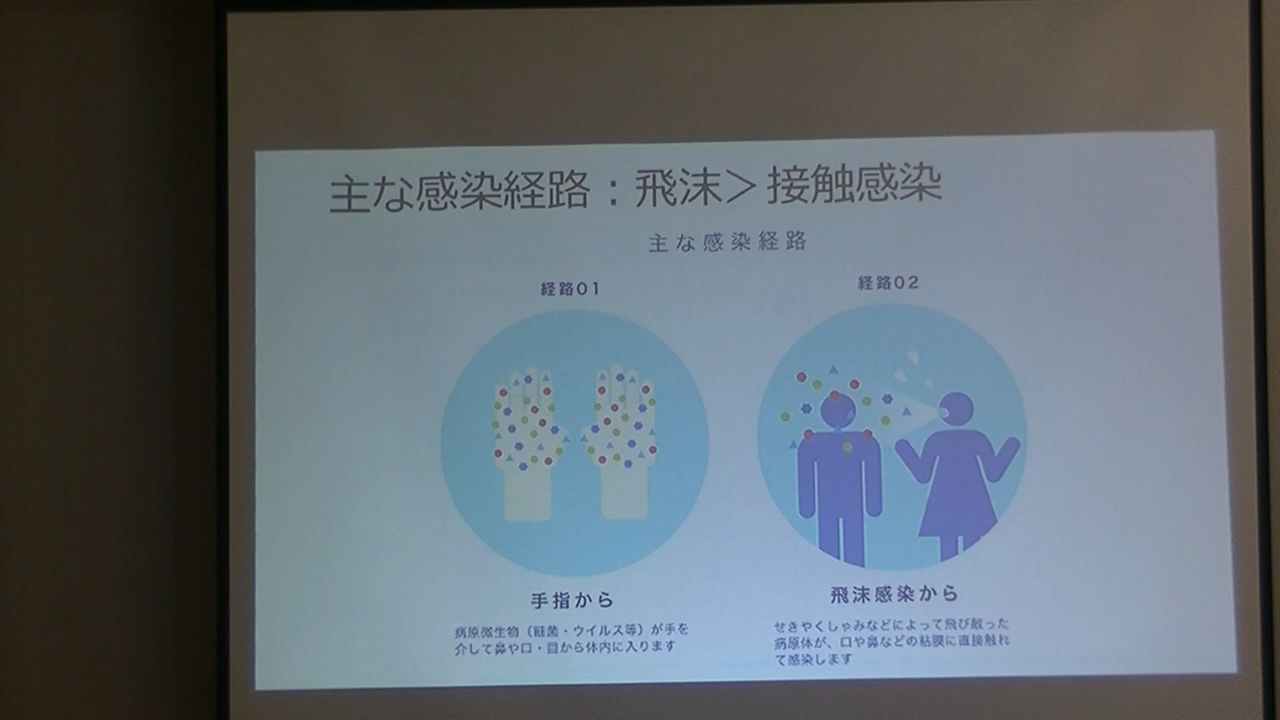 主な感染経路：飛沫＞接触感染
主な感染経路
経路01
経路02
手指から
病原微生物（細菌・ウイルス等）が手を
介して鼻や口・目から体内に入ります
飛沫感染から
せきやくしゃみなどによって飛び散った
病原体が、口や鼻などの粘膜に直接触れ
て感染します